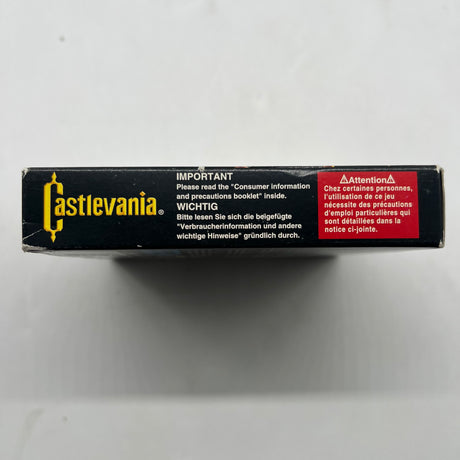 Castlevania®
IMPORTANT
Please read the "Consumer information
and precautions booklet" inside.
WICHTIG
Bitte lesen Sie sich die beigefügte
"Verbraucherinformation und andere
wichtige Hinweise" gründlich durch.
⚠Attention⚠
Chez certaines personnes,
l'utilisation de ce jeu
nécessite des précautions
d'emploi particulières qui
sont détaillées dans la
notice ci-jointe.